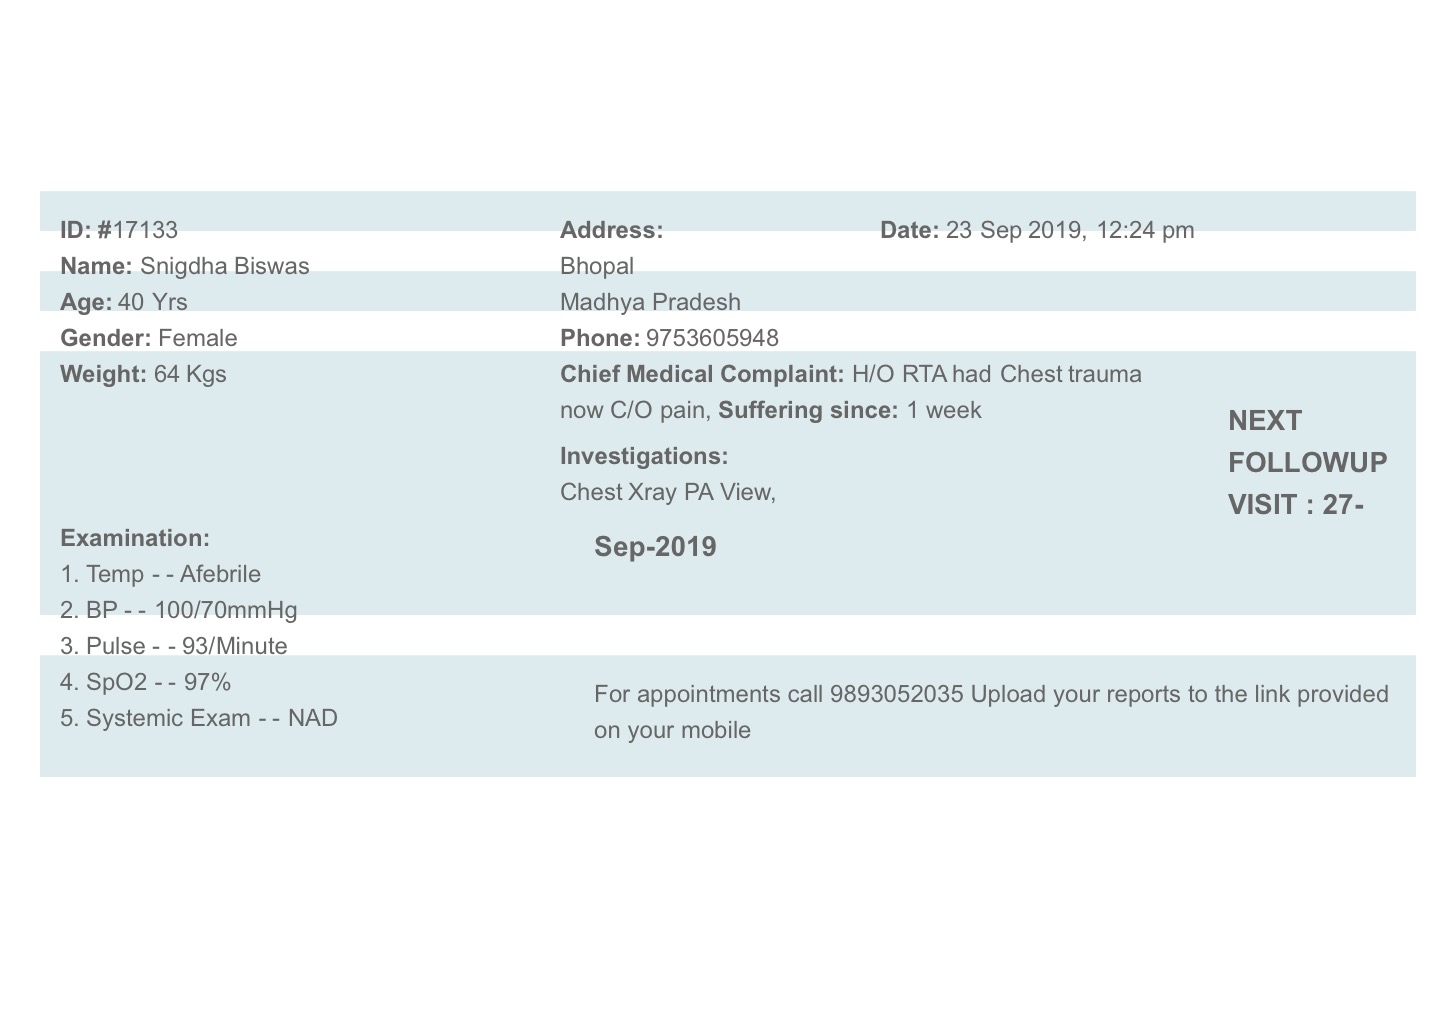 ID: #17133
Name: Snigdha Biswas
Age: 40 Yrs
Gender: Female
Weight: 64 Kgs
Address:
Bhopal
Madhya Pradesh
Phone: 9753605948
Date: 23 Sep 2019, 12:24 pm
Chief Medical Complaint: H/O RTA had Chest trauma
now C/O pain, Suffering since: 1 week
Investigations:
Chest Xray PA View,
Examination:
1. Temp - - Afebrile
2. BP - - 100/70mmHg
3. Pulse - - 93/Minute
4. SpO2 - - 97%
5. Systemic Exam - - NAD
NEXT
FOLLOWUP
VISIT : 27-
Sep-2019
For appointments call 9893052035 Upload your reports to the link provided
on your mobile